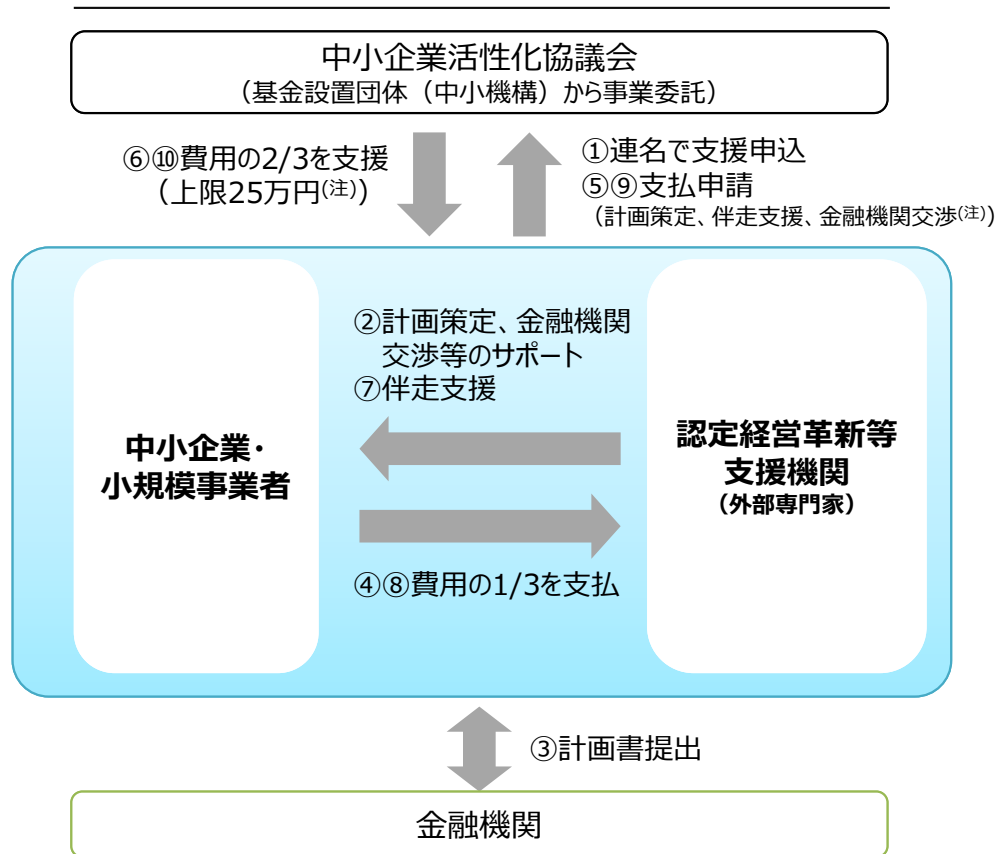 中小企業活性化協議会
（基金設置団体（中小機構）から事業委託）
⑥⑩費用の2/3を支援
（上限25万円(注)）
①連名で支援申込
⑤⑨支払申請
（計画策定、伴走支援、金融機関交渉(注)）
②計画策定、金融機関
交渉等のサポート
⑦伴走支援
中小企業・
小規模事業者
認定経営革新等
支援機関
（外部専門家）
④⑧費用の1/3を支払
③計画書提出
金融機関